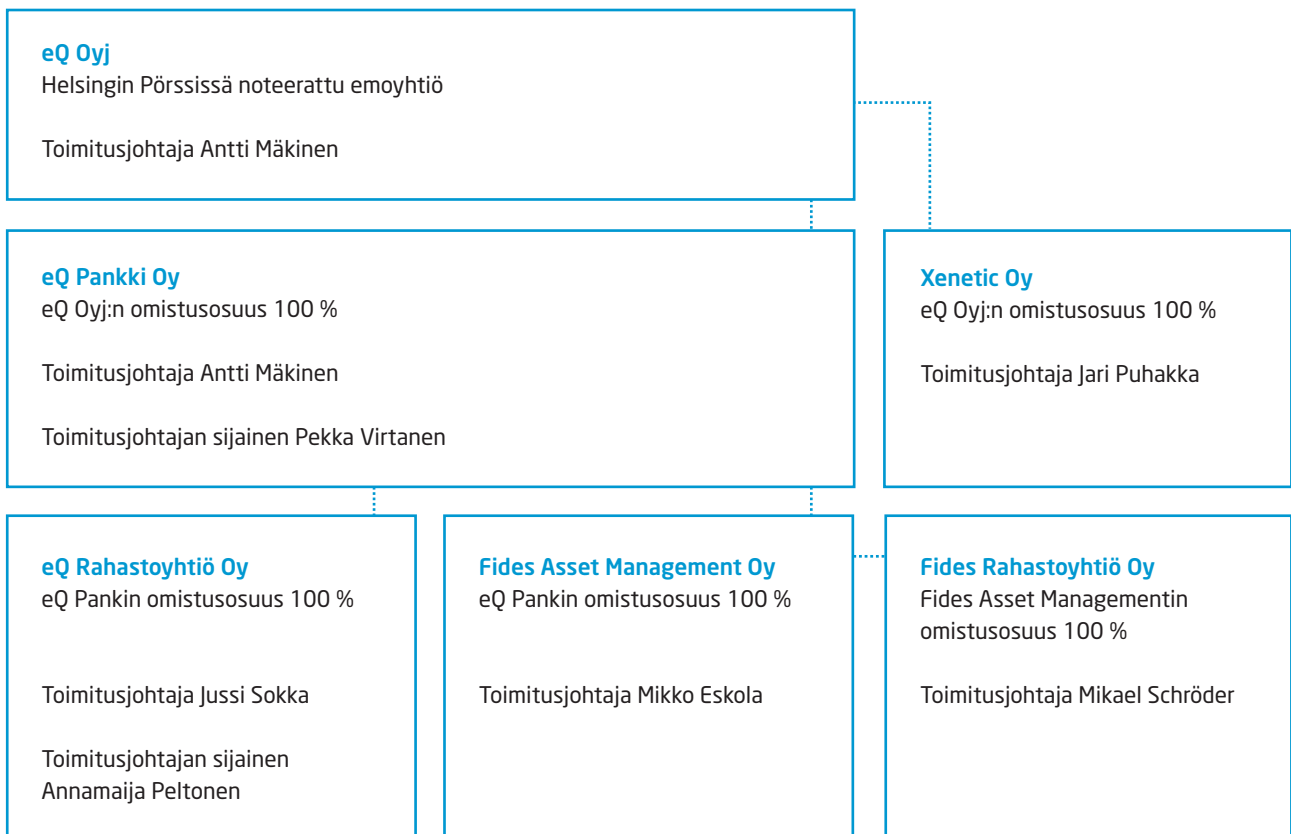 eQ Oyj
Helsingin Pörssissä noteerattu emoyhtiö
Toimitusjohtaja Antti Mäkinen
eQ Pankki Oy
eQ Oyj:n omistusosuus 100 %
Toimitusjohtaja Antti Mäkinen
Toimitusjohtajan sijainen Pekka Virtanen
Xenetic Oy
eQ Oyj:n omistusosuus 100 %
Toimitusjohtaja Jari Puhakka
eQ Rahastoyhtiö Oy
eQ Pankin omistusosuus 100 %
Toimitusjohtaja Jussi Sokka
Toimitusjohtajan sijainen
Annamaija Peltonen
Fides Asset Management Oy
eQ Pankin omistusosuus 100 %
Toimitusjohtaja Mikko Eskola
Fides Rahastoyhtiö Oy
Fides Asset Managementin
omistusosuus 100 %
Toimitusjohtaja Mikael Schröder